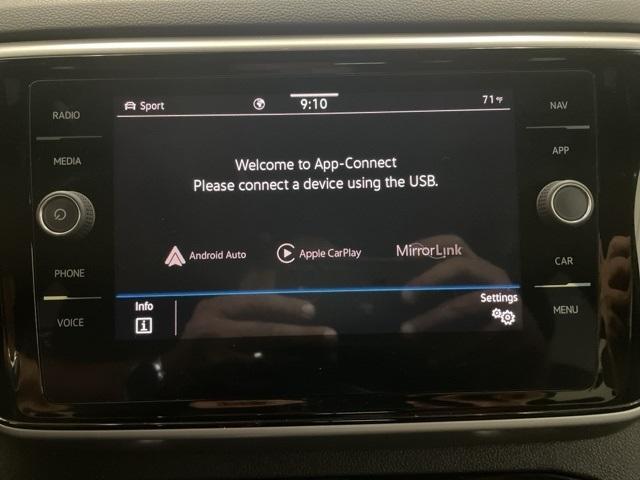 RADIO
MEDIA
PHONE
VOICE
Sport
9:10
71°F
Welcome to App-Connect
Please connect a device using the USB.
Android Auto
Apple CarPlay
MirrorLink
Info
Settings
NAV
APP
CAR
MENU